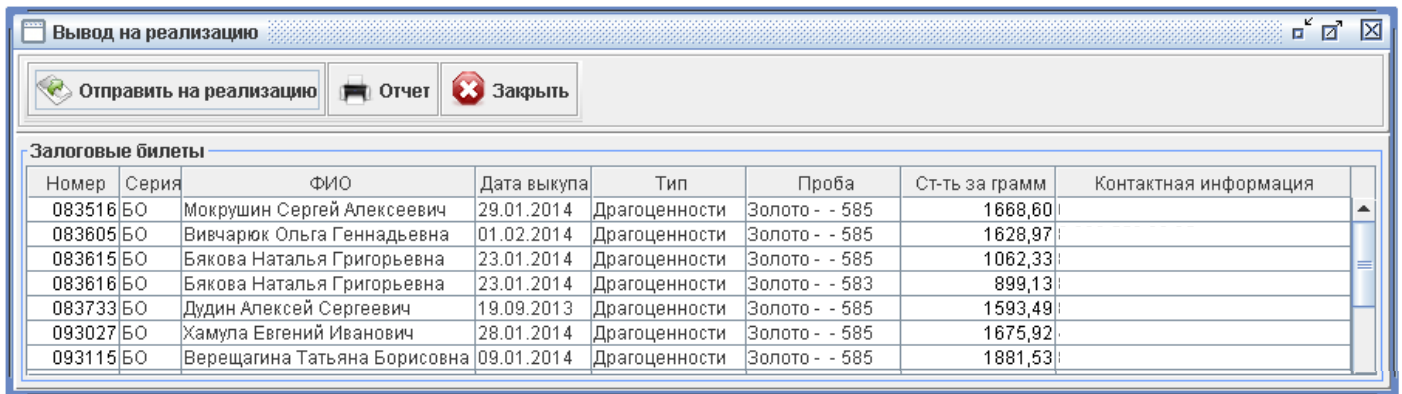 Вывод на реализацию
Отправить на реализацию Отчет Закрыть
Залоговые билеты
Номер Серия ФИО Дата выкупа Тип Проба Ст-ть за грамм Контактная информация
083516 БО Мокрушин Сергей Алексеевич 29.01.2014 Драгоценности Золото - - 585 1668,60
083605 БО Вивчарюк Ольга Геннадьевна 01.02.2014 Драгоценности Золото - - 585 1628,97
083615 БО Бякова Наталья Григорьевна 23.01.2014 Драгоценности Золото - - 585 1062,33
083616 БО Бякова Наталья Григорьевна 23.01.2014 Драгоценности Золото - - 583 899,13
083733 БО Дудин Алексей Сергеевич 19.09.2013 Драгоценности Золото - - 585 1593,49
093027 БО Хамула Евгений Иванович 28.01.2014 Драгоценности Золото - - 585 1675,92
093115 БО Верещагина Татьяна Борисовна 09.01.2014 Драгоценности Золото - - 585 1881,53